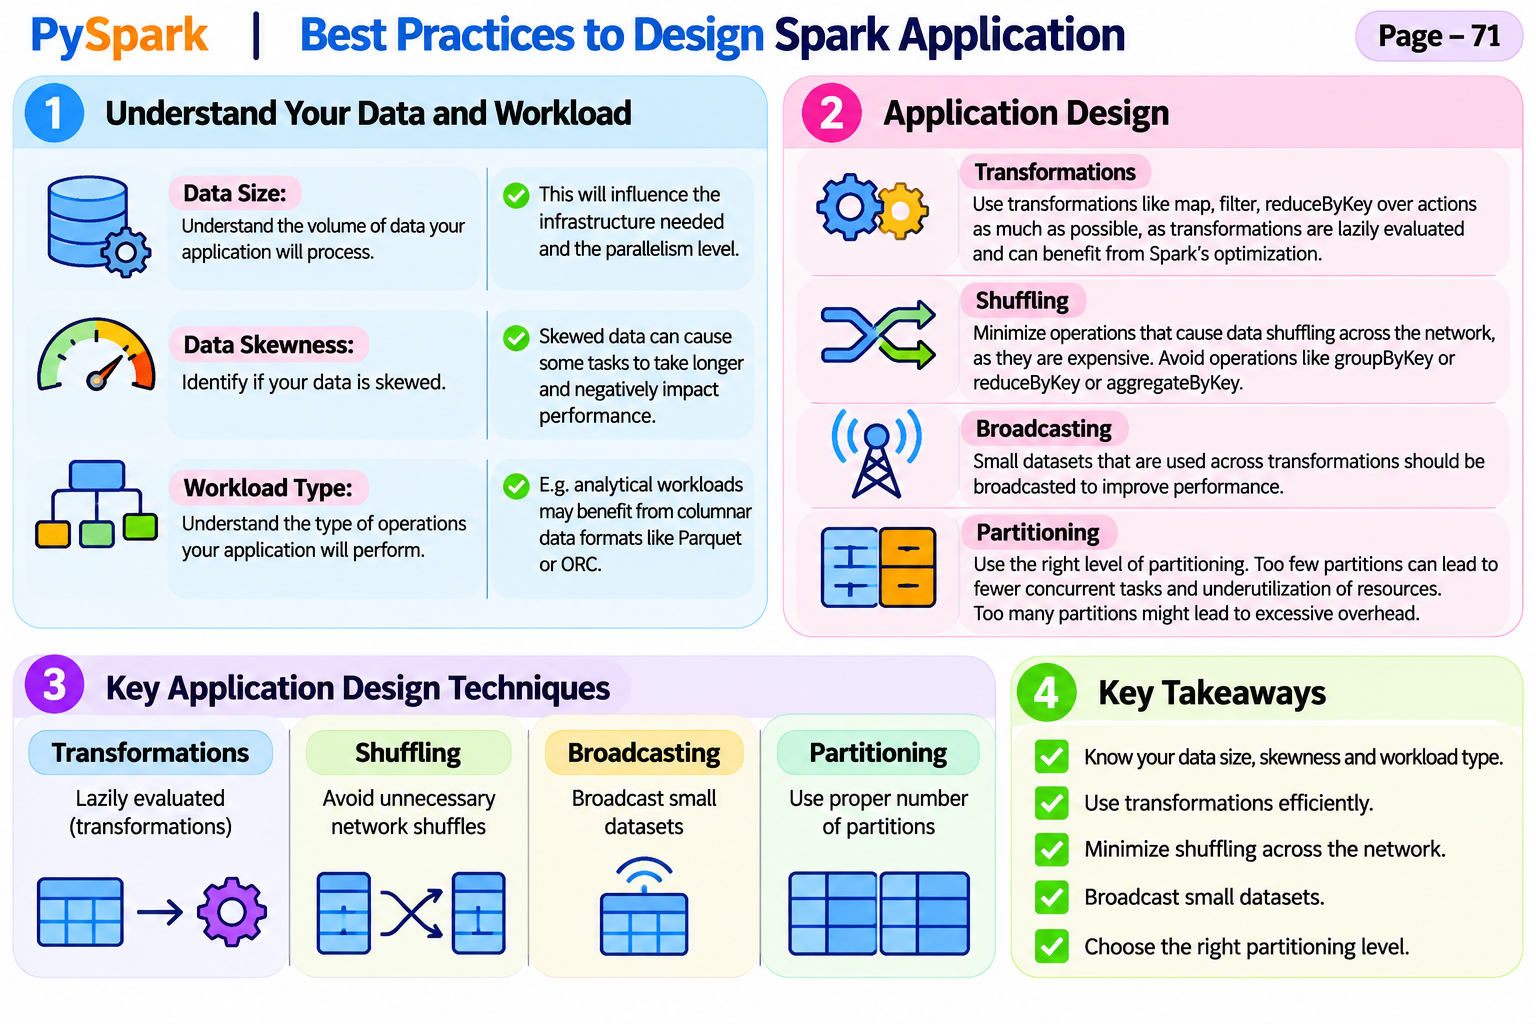 PySpark | Best Practices to Design Spark Application
Page – 71
1 Understand Your Data and Workload
Data Size:
Understand the volume of data your
application will process.
This will influence the
infrastructure needed
and the parallelism level.
Data Skewness:
Identify if your data is skewed.
Skewed data can cause
some tasks to take longer
and negatively impact
performance.
Workload Type:
Understand the type of operations
your application will perform.
E.g. analytical workloads
may benefit from columnar
data formats like Parquet
or ORC.
2 Application Design
Transformations
Use transformations like map, filter, reduceByKey over actions
as much as possible, as transformations are lazily evaluated
and can benefit from Spark's optimization.
Shuffling
Minimize operations that cause data shuffling across the network,
as they are expensive. Avoid operations like groupByKey or
reduceByKey or aggregateByKey.
Broadcasting
Small datasets that are used across transformations should be
broadcasted to improve performance.
Partitioning
Use the right level of partitioning. Too few partitions can lead to
fewer concurrent tasks and underutilization of resources.
Too many partitions might lead to excessive overhead.
3 Key Application Design Techniques
Transformations
Lazily evaluated
(transformations)
Shuffling
Avoid unnecessary
network shuffles
Broadcasting
Broadcast small
datasets
Partitioning
Use proper number
of partitions
4 Key Takeaways
Know your data size, skewness and workload type.
Use transformations efficiently.
Minimize shuffling across the network.
Broadcast small datasets.
Choose the right partitioning level.